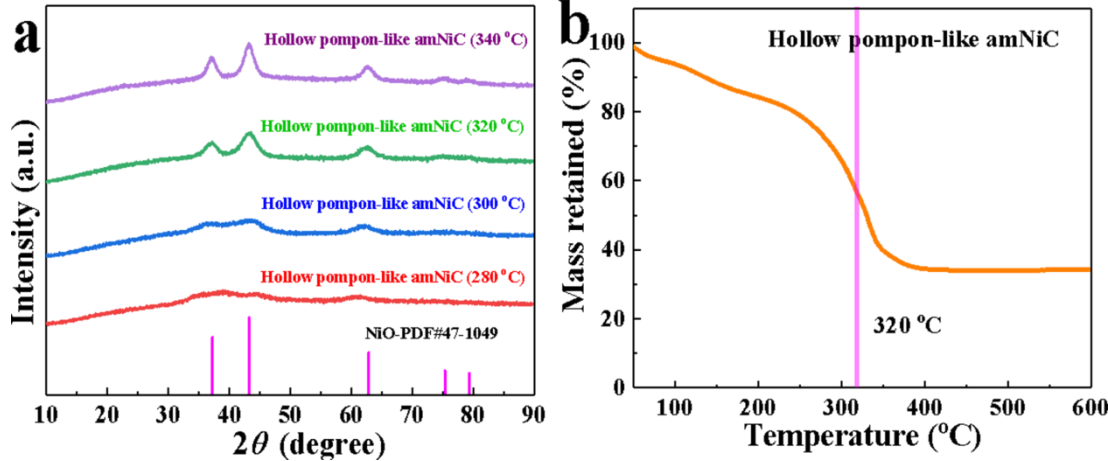 a
Hollow pompon-like amNiC (340 °C)
Hollow pompon-like amNiC (320 °C)
Hollow pompon-like amNiC (300 °C)
Hollow pompon-like amNiC (280 °C)
NiO-PDF#47-1049
Intensity (a.u.)
10 20 30 40 50 60 70 80 90
2θ (degree)
b
Hollow pompon-like amNiC
100
80
60
40
20
0
Mass retained (%)
320 °C
100 200 300 400 500 600
Temperature (°C)